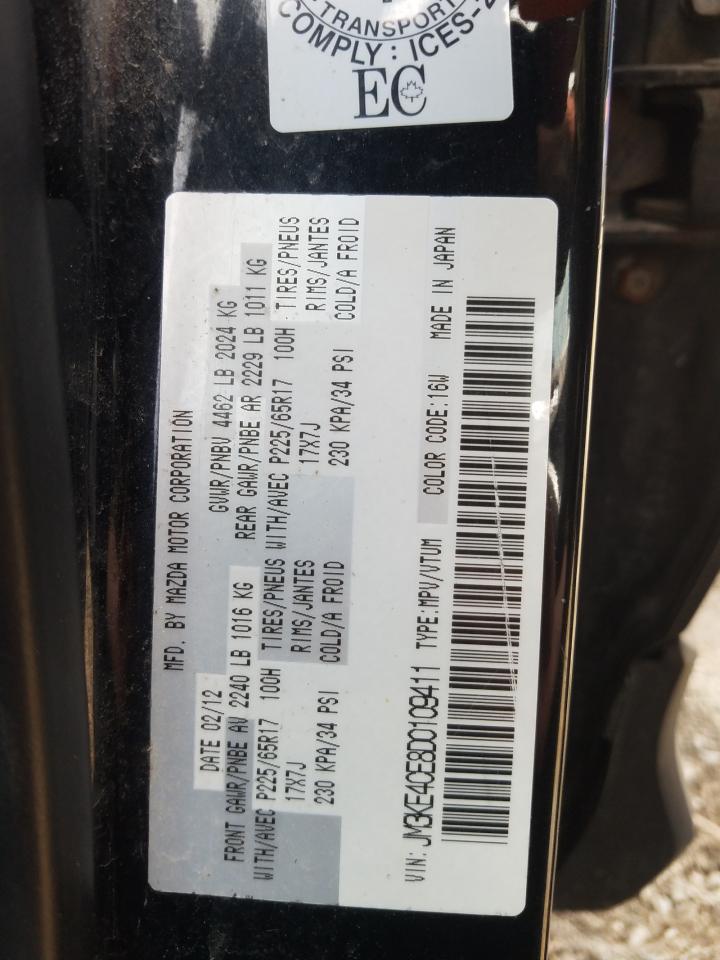 TRANSPORT
COMPLY : ICES-2
EC
MFD. BY MAZDA MOTOR CORPORATION
DATE 02/12 GVWR/PNBV 4462 LB 2024 KG
FRONT GAWR/PNBE AV 2240 LB 1016 KG REAR GAWR/PNBE AR 2229 LB 1011 KG
WITH/AVEC P225/65R17 100H TIRES/PNEUS WITH/AVEC P225/65R17 100H TIRES/PNEUS
17X7J RIMS/JANTES 17X7J RIMS/JANTES
230 KPA/34 PSI COLD/A FROID 230 KPA/34 PSI COLD/A FROID
VIN: JM3KE4CE8D0109411 TYPE:MPV/VTUM COLOR CODE:16W MADE IN JAPAN